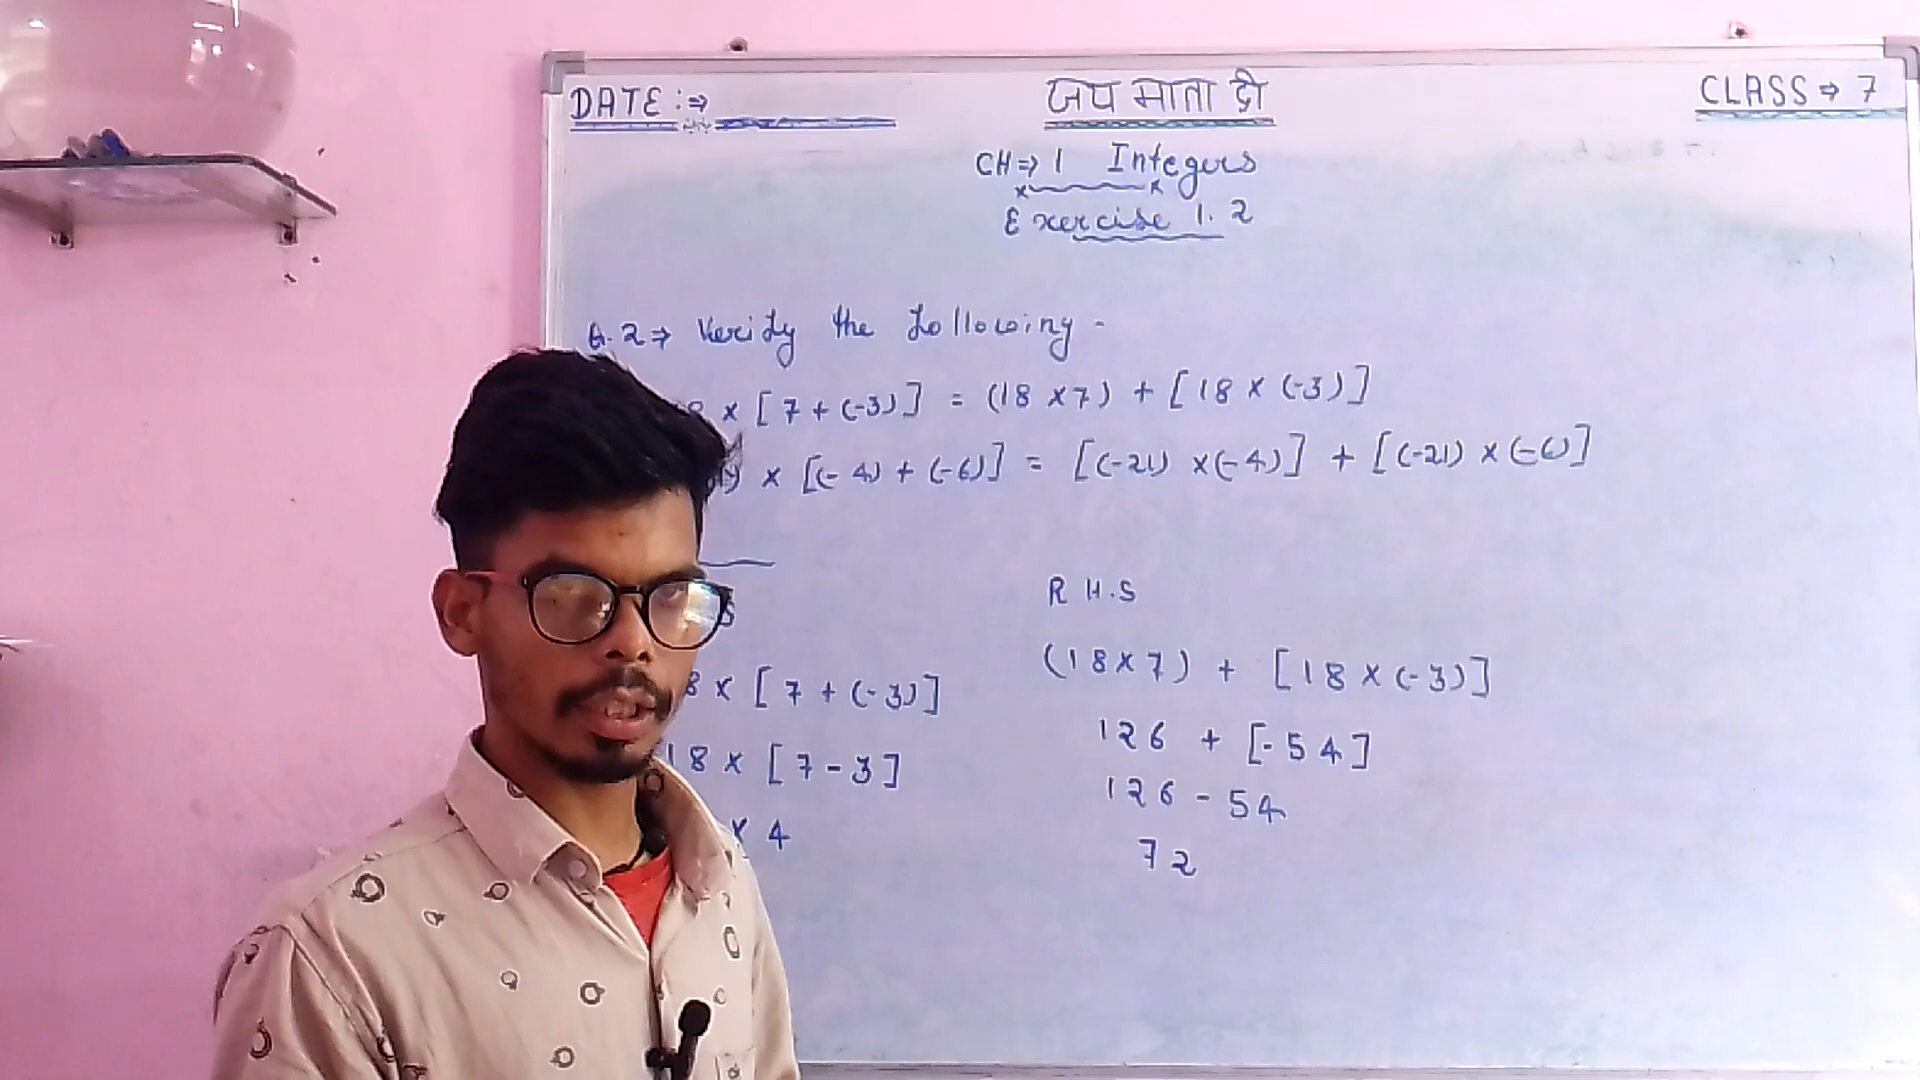 DATE :⇒
जय माता दी
CLASS ⇒ 7
CH ⇒ 1 Integers
Exercise 1.2
Q.2 ⇒ Verify the following -
8 × [7 + (-3)] = (18 × 7) + [18 × (-3)]
× [(-4) + (-6)] = [(-21) × (-4)] + [(-21) × (-6)]
S
R H.S
8 × [7 + (-3)]
(18 × 7) + [18 × (-3)]
18 × [7 - 3]
126 + [-54]
× 4
126 - 54
72